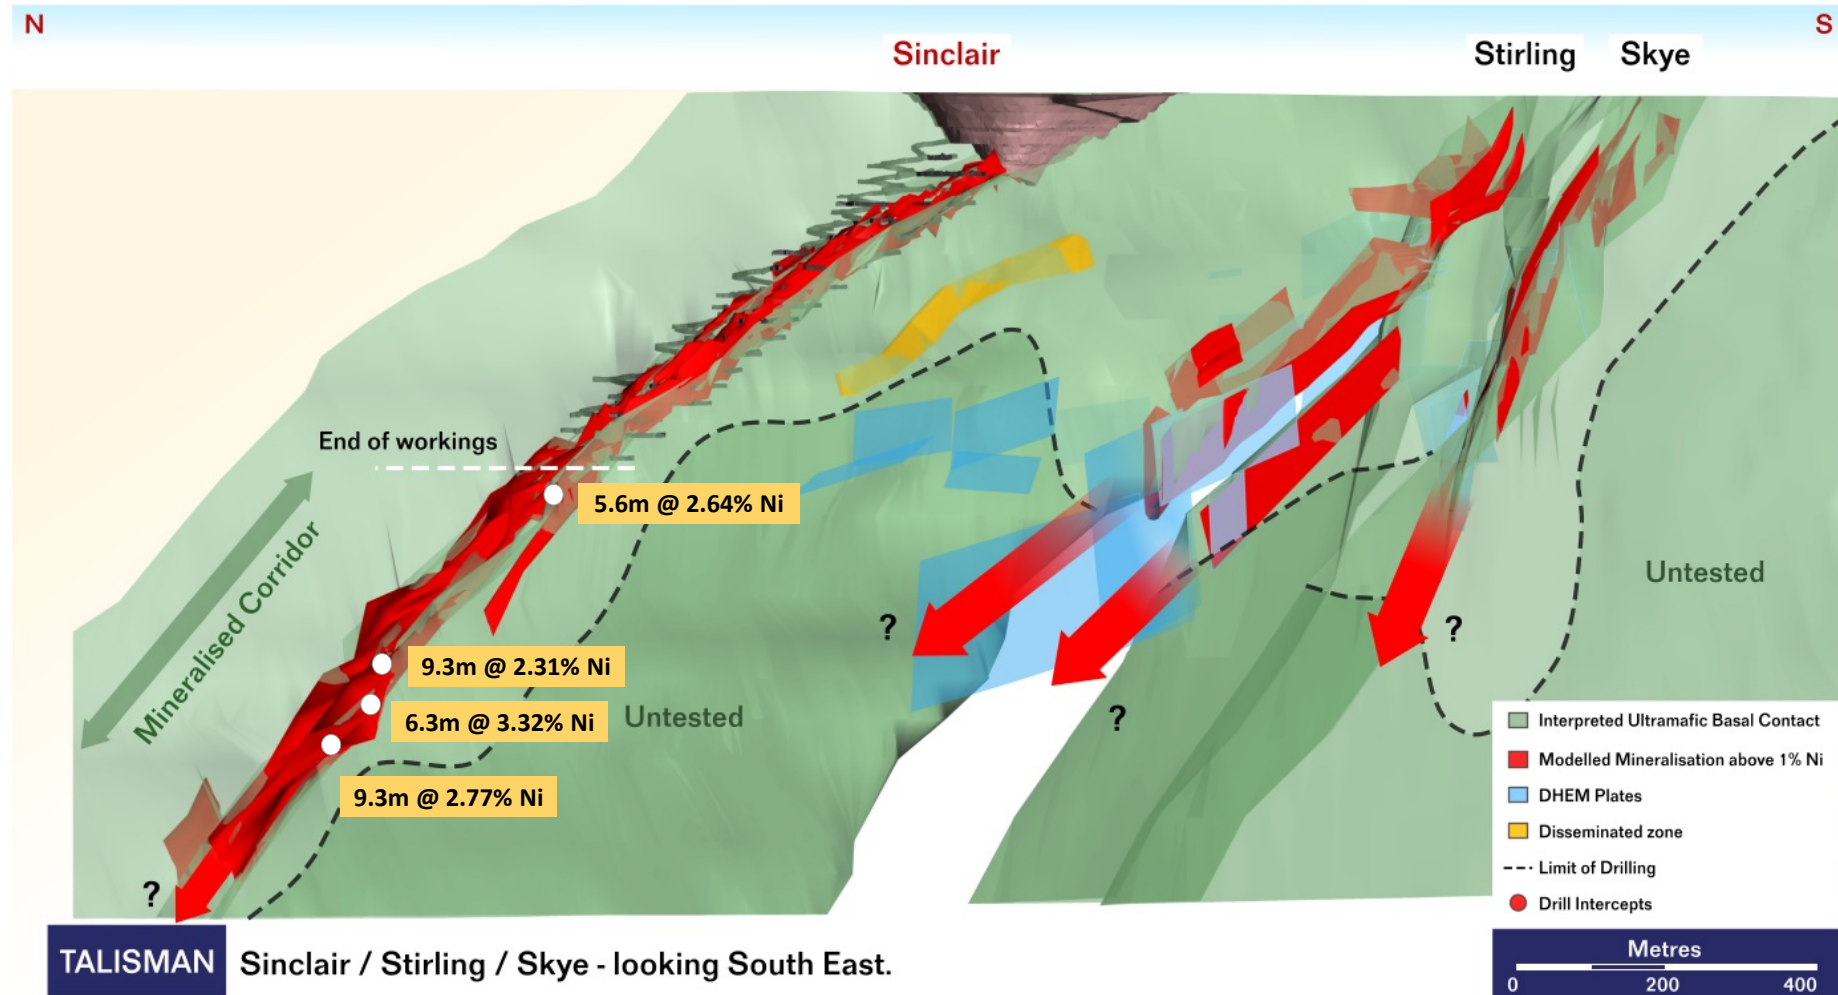 N
S
Sinclair
Stirling
Skye
End of workings
5.6m @ 2.64% Ni
Mineralised Corridor
9.3m @ 2.31% Ni
6.3m @ 3.32% Ni
9.3m @ 2.77% Ni
Untested
Untested
?
?
?
?
Interpreted Ultramafic Basal Contact
Modelled Mineralisation above 1% Ni
DHEM Plates
Disseminated zone
Limit of Drilling
Drill Intercepts
TALISMAN
Sinclair / Stirling / Skye - looking South East.
Metres
0 200 400